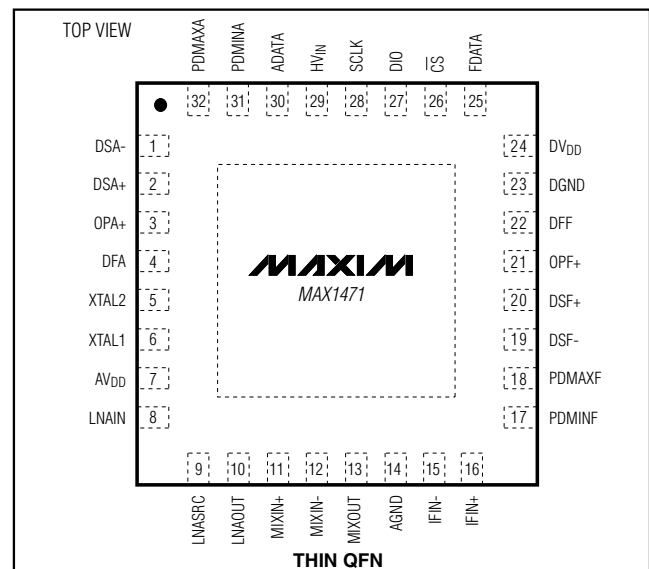 TOP VIEW
PDMAXA PDMINA ADATA HVIN SCLK DIO CS FDATA
32 31 30 29 28 27 26 25
DSA- 1
DSA+ 2
OPA+ 3
DFA 4
XTAL2 5
XTAL1 6
AVDD 7
LNAIN 8
24 DVDD
23 DGND
22 DFF
21 OPF+
20 DSF+
19 DSF-
18 PDMAXF
17 PDMINF
MAXIM
MAX1471
9 10 11 12 13 14 15 16
LNASRC LNAOUT MIXIN+ MIXIN- MIXOUT AGND IFIN- IFIN+
THIN QFN